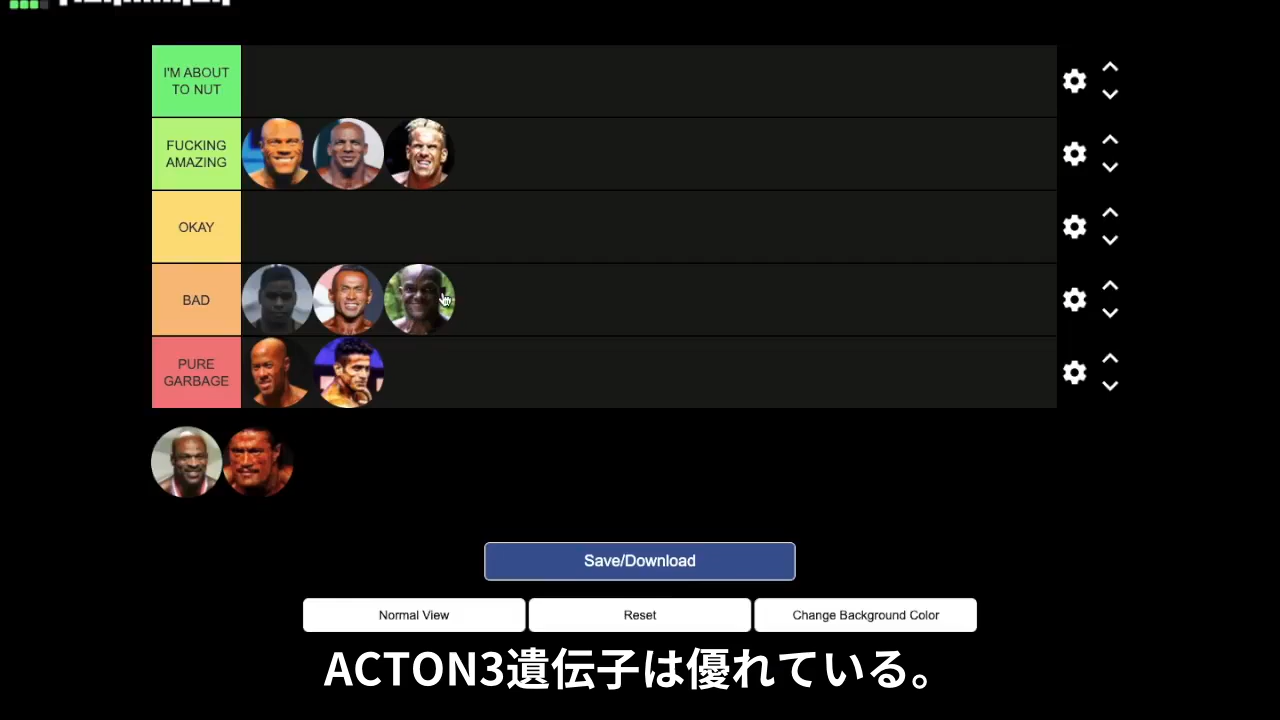 I'M ABOUT
TO NUT
FUCKING
AMAZING
OKAY
BAD
PURE
GARBAGE
Save/Download
Normal View
Reset
Change Background Color
ACTON3遺伝子は優れている。